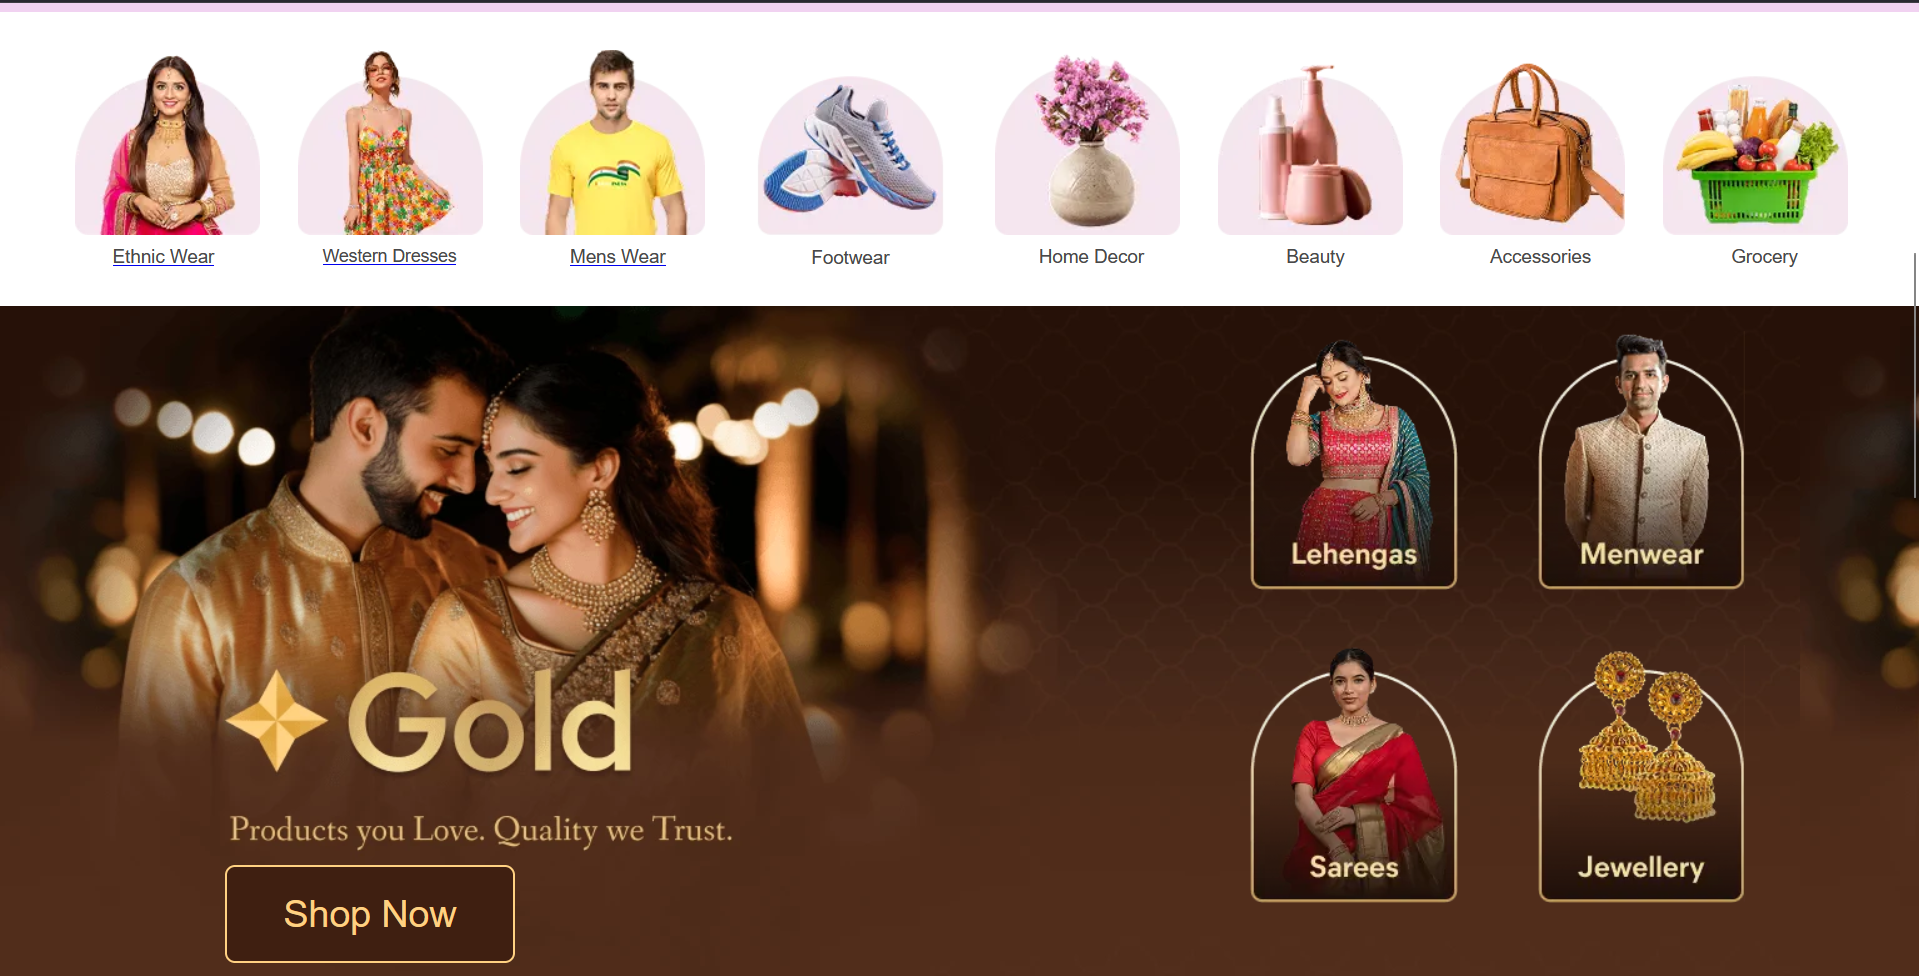 Ethnic Wear
Western Dresses
Mens Wear
Footwear
Home Decor
Beauty
Accessories
Grocery
Lehengas
Menwear
Gold
Products you Love. Quality we Trust.
Shop Now
Sarees
Jewellery